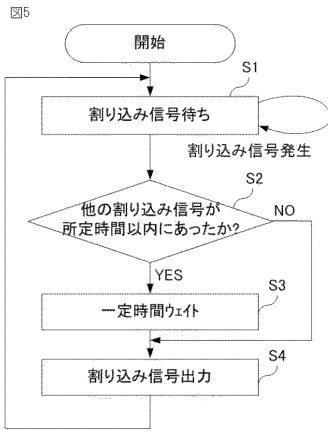 図5
開始
S1
割り込み信号待ち
割り込み信号発生
S2
他の割り込み信号が
所定時間以内にあったか?
NO
YES
S3
一定時間ウェイト
S4
割り込み信号出力